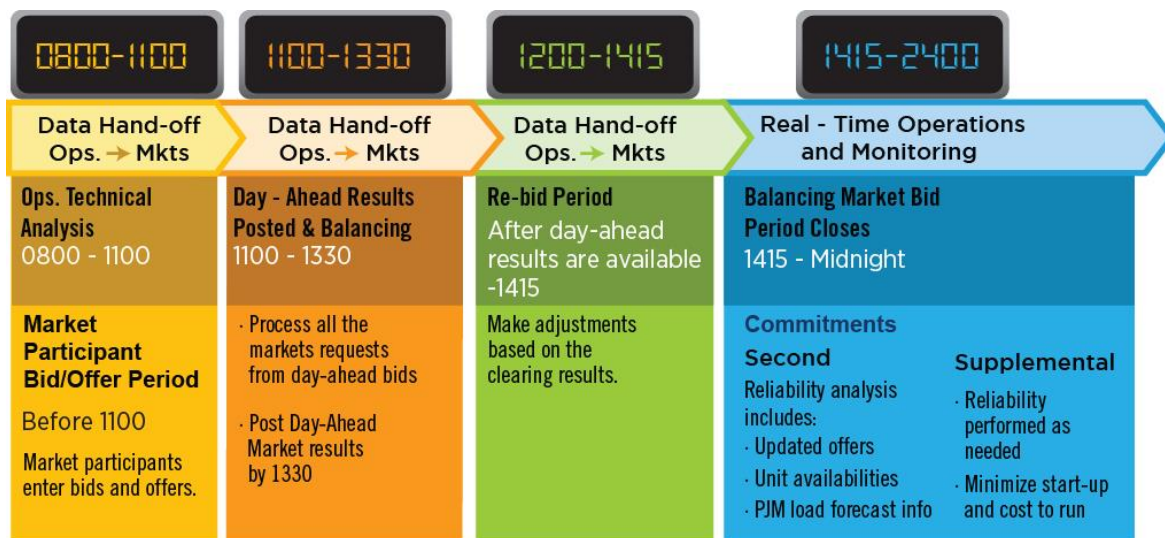 0800-1100
1100-1330
1200-1415
1415-2400
Data Hand-off
Ops. → Mkts
Data Hand-off
Ops. → Mkts
Data Hand-off
Ops. → Mkts
Real - Time Operations
and Monitoring
Ops. Technical
Analysis
0800 - 1100
Day - Ahead Results
Posted & Balancing
1100 - 1330
Re-bid Period
After day-ahead
results are available
-1415
Balancing Market Bid
Period Closes
1415 - Midnight
Market
Participant
Bid/Offer Period
Before 1100
Market participants
enter bids and offers.
· Process all the
markets requests
from day-ahead bids
· Post Day-Ahead
Market results
by 1330
Make adjustments
based on the
clearing results.
Commitments
Second
Reliability analysis
includes:
· Updated offers
· Unit availabilities
· PJM load forecast info
Supplemental
· Reliability
performed as
needed
· Minimize start-up
and cost to run